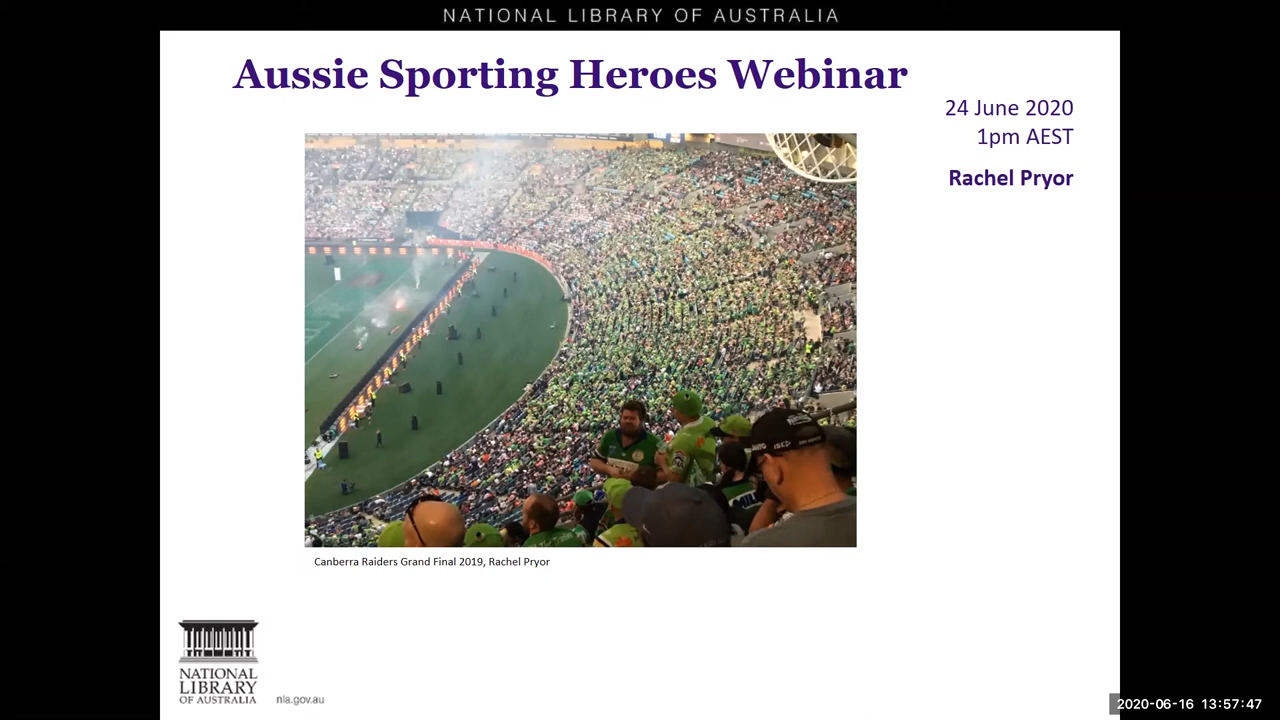 NATIONAL LIBRARY OF AUSTRALIA
Aussie Sporting Heroes Webinar
24 June 2020
1pm AEST
Rachel Pryor
Canberra Raiders Grand Final 2019, Rachel Pryor
NATIONAL
LIBRARY
OF AUSTRALIA
nla.gov.au
2020-06-16 13:57:47